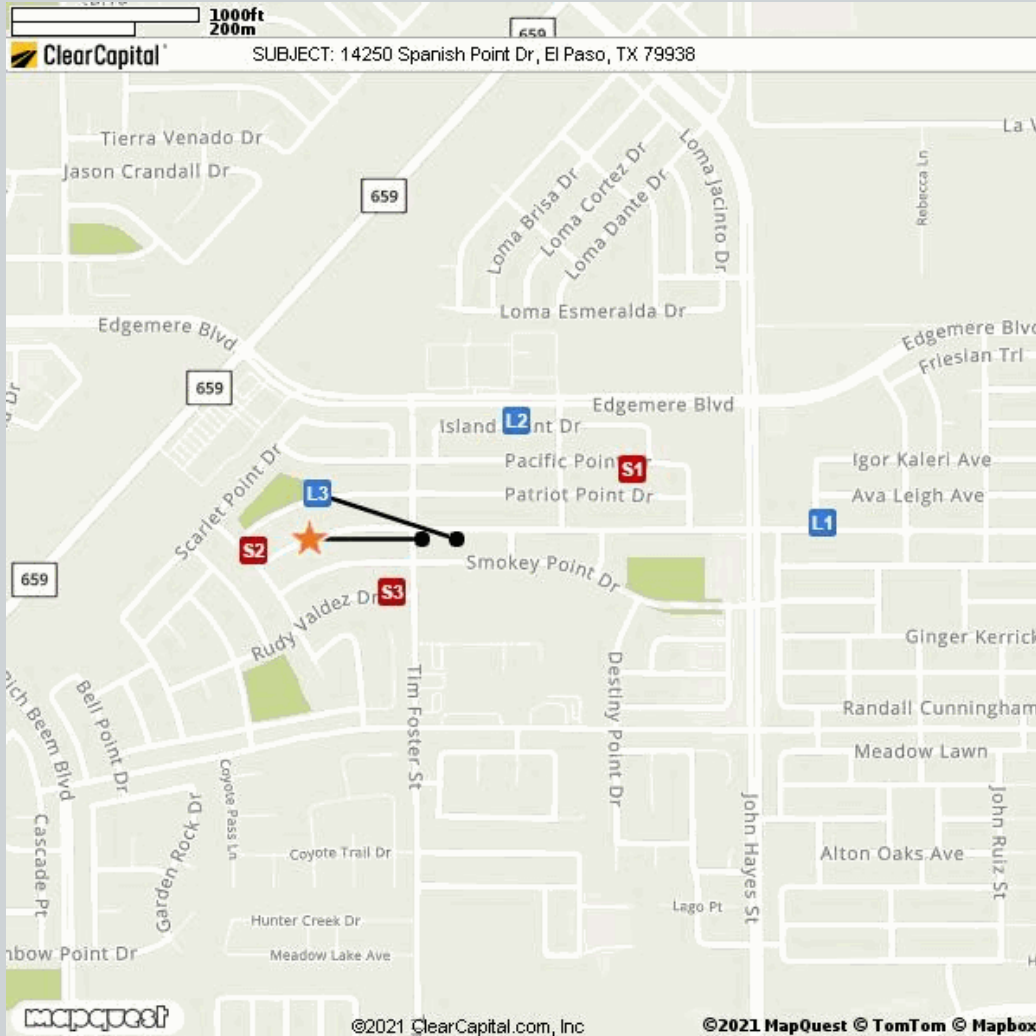 1000ft
200m
659
ClearCapital
SUBJECT: 14250 Spanish Point Dr, El Paso, TX 79938
Tierra Venado Dr
Jason Crandall Dr
659
Loma Brisa Dr
Loma Cortez Dr
Loma Dante Dr
Loma Jacinto Dr
Rebecca Ln
La V
Loma Esmeralda Dr
Edgemere Blvd
Edgemere Blvd
Friesian Trl
659
Edgemere Blvd
Island
L2
nt Dr
Pacific Point
S1
Igor Kaleri Ave
Patriot Point Dr
Ava Leigh Ave
Scarlet Point Dr
L3
L1
S2
Smokey Point Dr
659
Rudy Valdez Dr
S3
Ginger Kerrick
Rich Beem Blvd
Bell Point Dr
Tim Foster St
Destiny Point Dr
Randall Cunningham
Meadow Lawn
Coyote Pass Ln
Garden Rock Dr
Cascade Pt
Coyote Trail Dr
John Hayes St
John Ruiz St
Alton Oaks Ave
Lago Pt
Hunter Creek Dr
nbow Point Dr
Meadow Lake Ave
mapquest
©2021 ClearCapital.com, Inc
©2021 MapQuest © TomTom © Mapbox